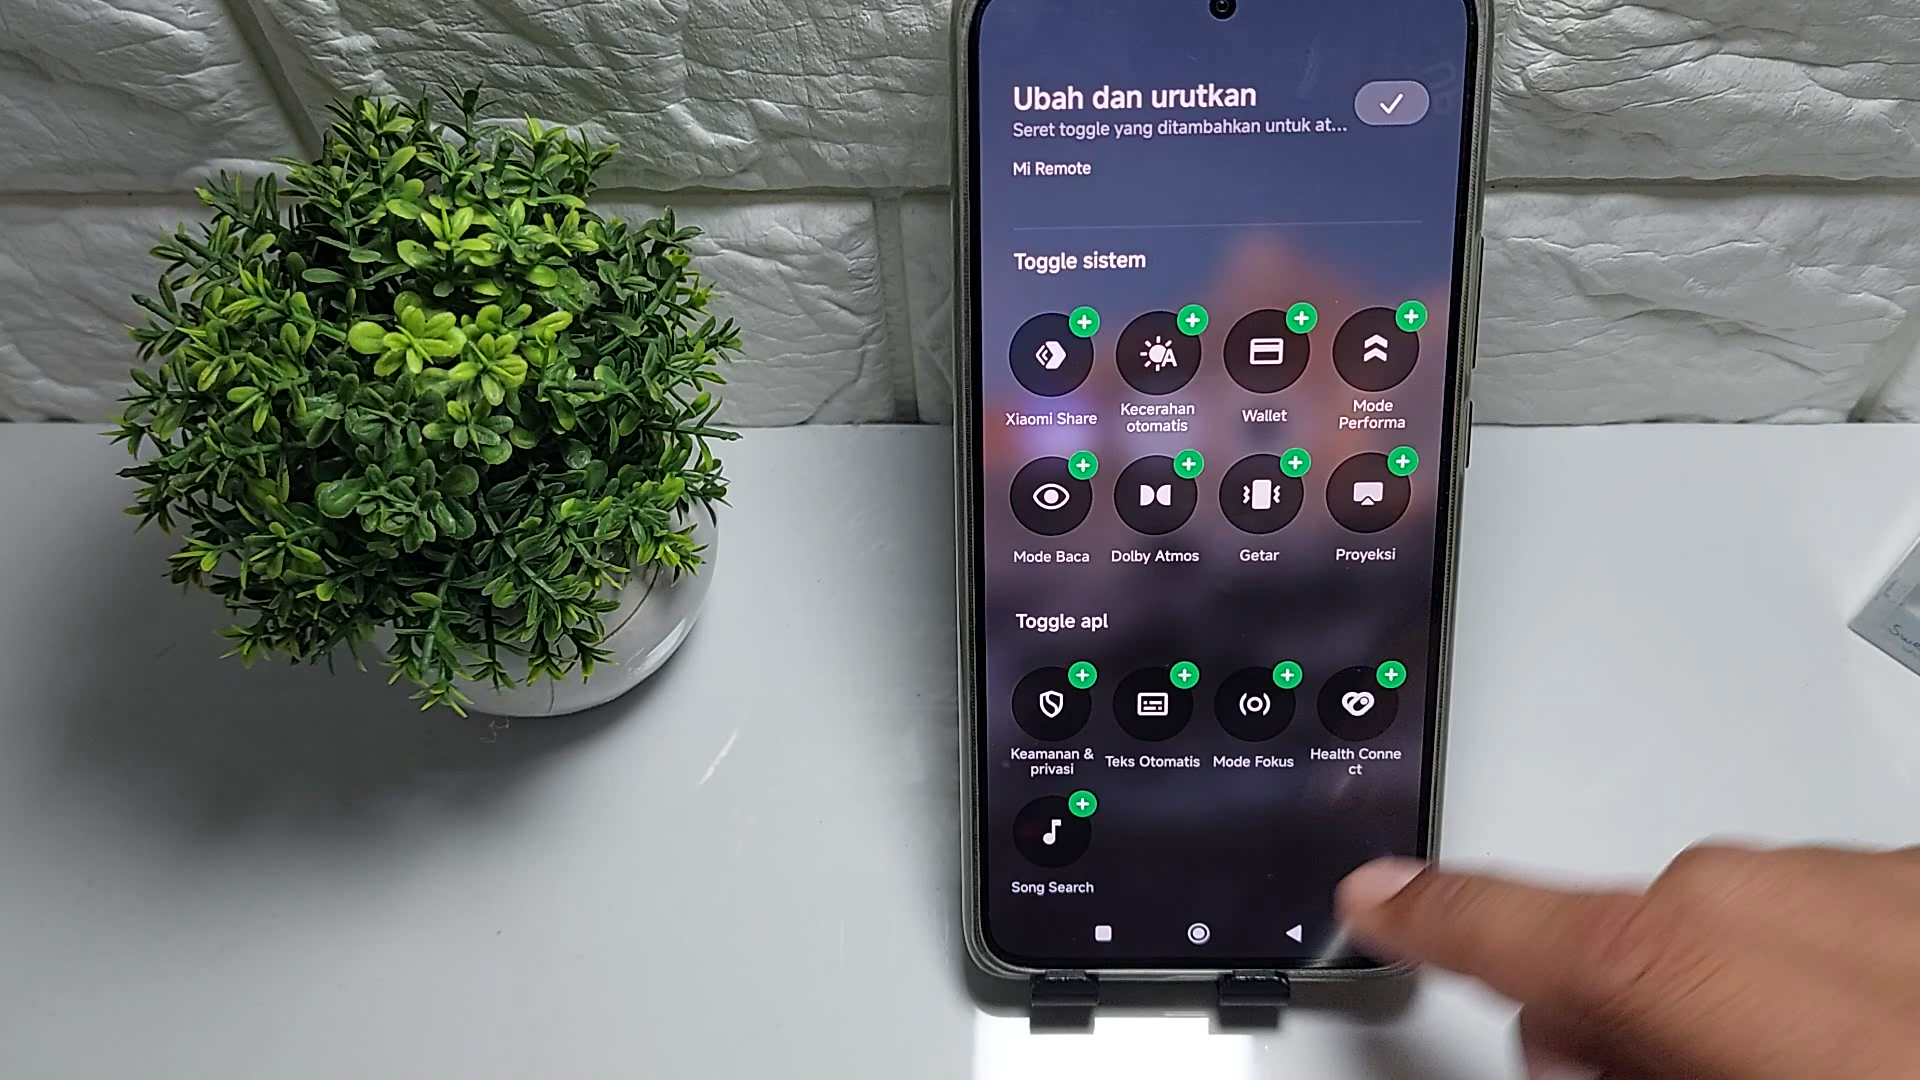 Ubah dan urutkan
Seret toggle yang ditambahkan untuk at...
Mi Remote
Toggle sistem
Xiaomi Share
Kecerahan
otomatis
Wallet
Mode
Performa
Mode Baca
Dolby Atmos
Getar
Proyeksi
Toggle apl
Keamanan &
privasi
Teks Otomatis
Mode Fokus
Health Conne
ct
Song Search